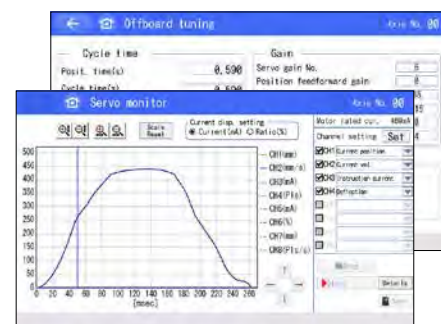 Offboard tuning
Axis No. 00
Cycle time
Gain
Posit. time(s) 0.590
Servo gain No. 6
Position feedforward gain 0
Cycle time(s)
Servo monitor
Axis No. 00
Scale Reset
Current disp. setting
Current(mA) Ratio(%)
Motor rated cur.
Channel setting Set
CH1 Current position
CH2 Current vel.
CH3 Instruction current
CH4 Deflection
CH1(mm)
CH2(mm/s)
CH3(mA)
CH4(Pls)
CH5(mA)
CH6(%)
CH7(mm)
CH8(Pls/s)
500
450
400
350
300
250
200
150
100
50
0
0 20 40 60 80 100 120 140 160 180 200 220 240 260
[msec]
Details